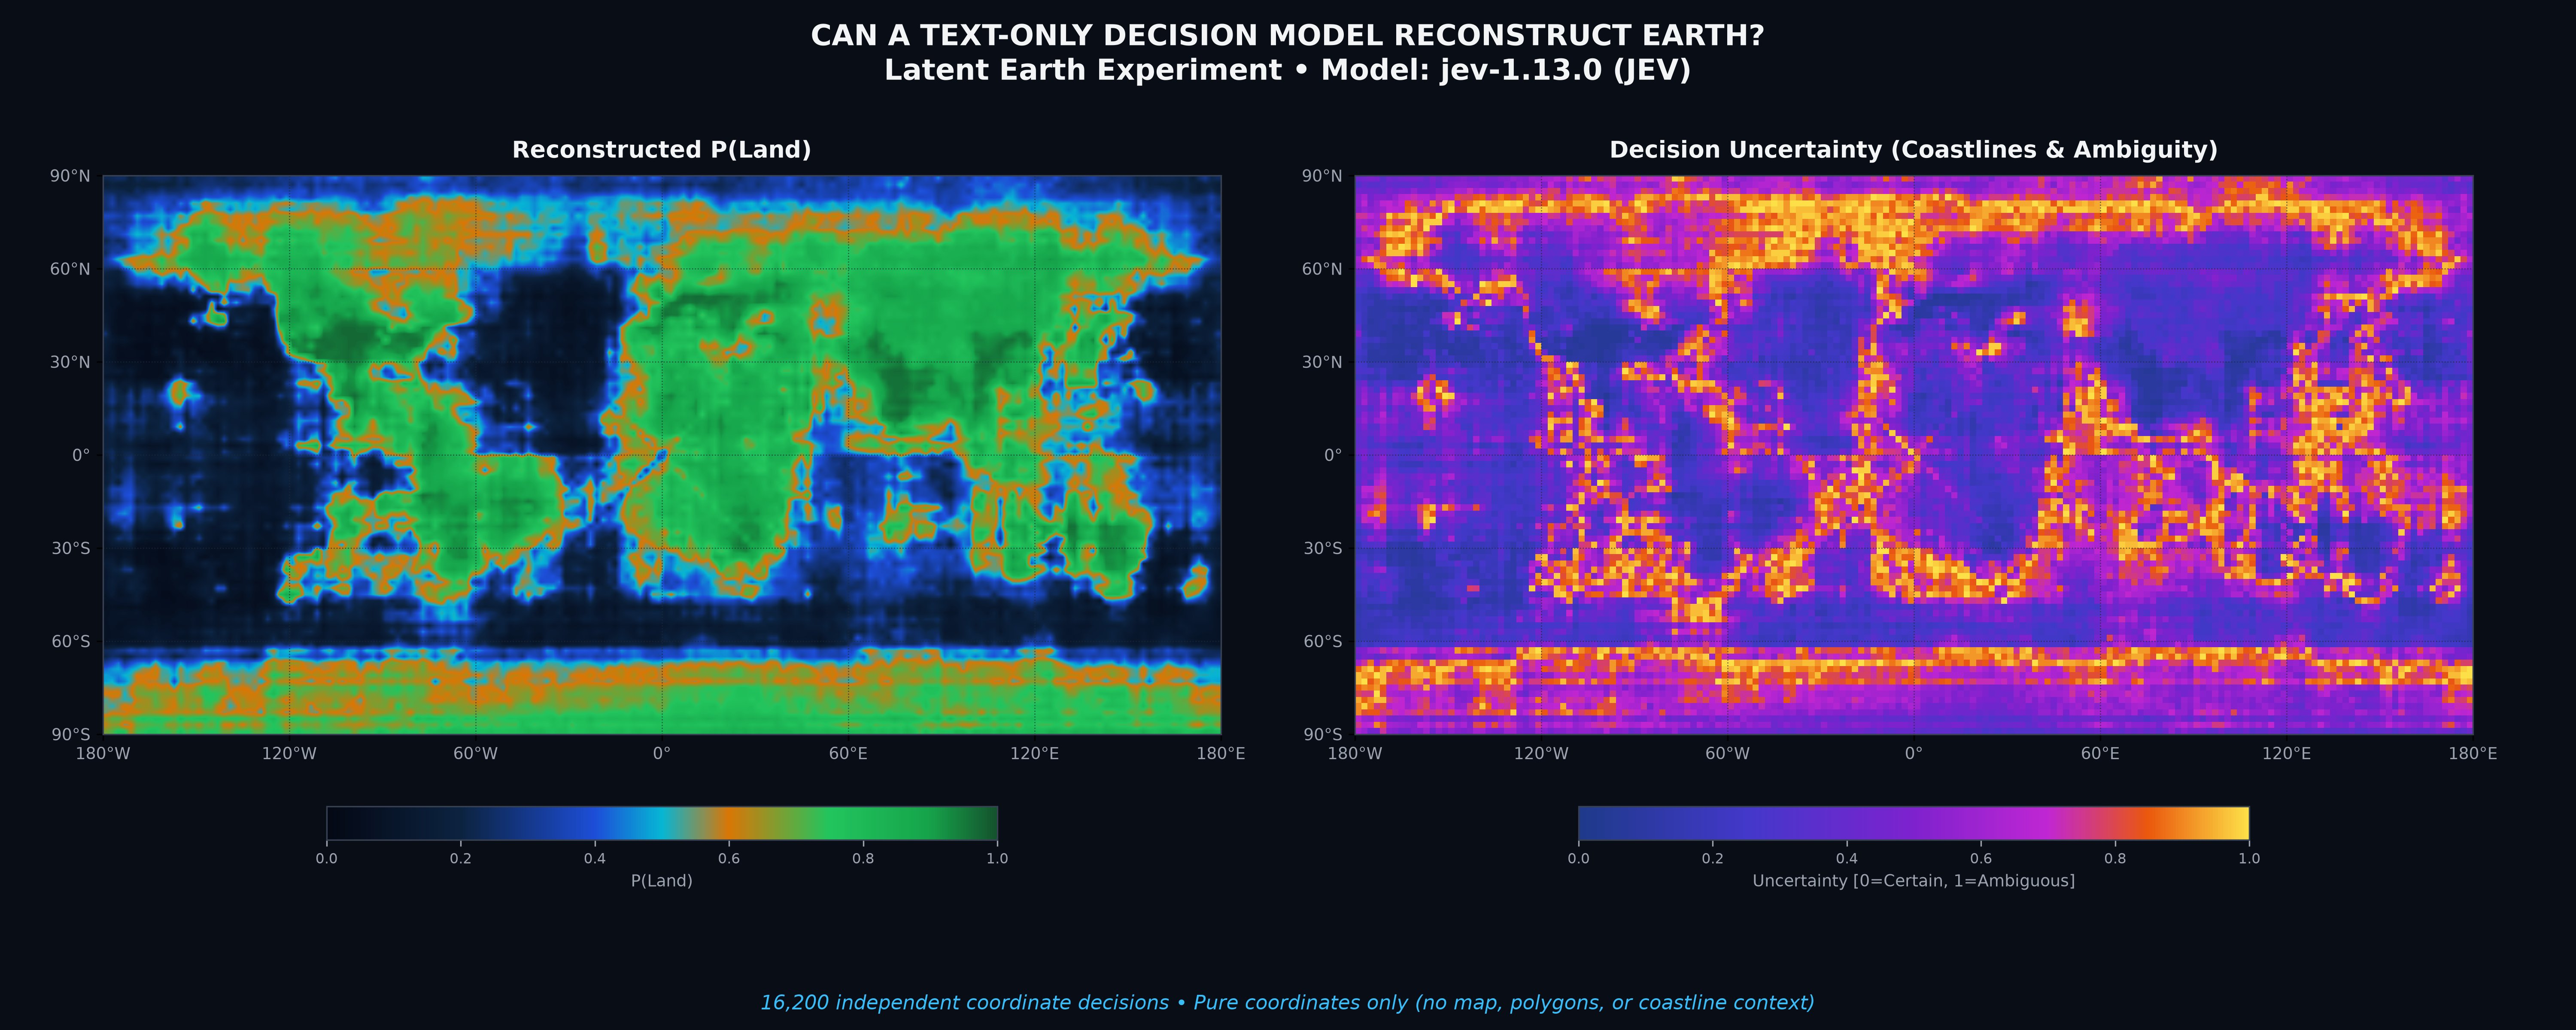 CAN A TEXT-ONLY DECISION MODEL RECONSTRUCT EARTH?
Latent Earth Experiment • Model: jev-1.13.0 (JEV)
Reconstructed P(Land)
90°N
60°N
30°N
0°
30°S
60°S
90°S
180°W 120°W 60°W 0° 60°E 120°E 180°E
0.0 0.2 0.4 0.6 0.8 1.0
P(Land)
Decision Uncertainty (Coastlines & Ambiguity)
90°N
60°N
30°N
0°
30°S
60°S
90°S
180°W 120°W 60°W 0° 60°E 120°E 180°E
0.0 0.2 0.4 0.6 0.8 1.0
Uncertainty [0=Certain, 1=Ambiguous]
16,200 independent coordinate decisions • Pure coordinates only (no map, polygons, or coastline context)